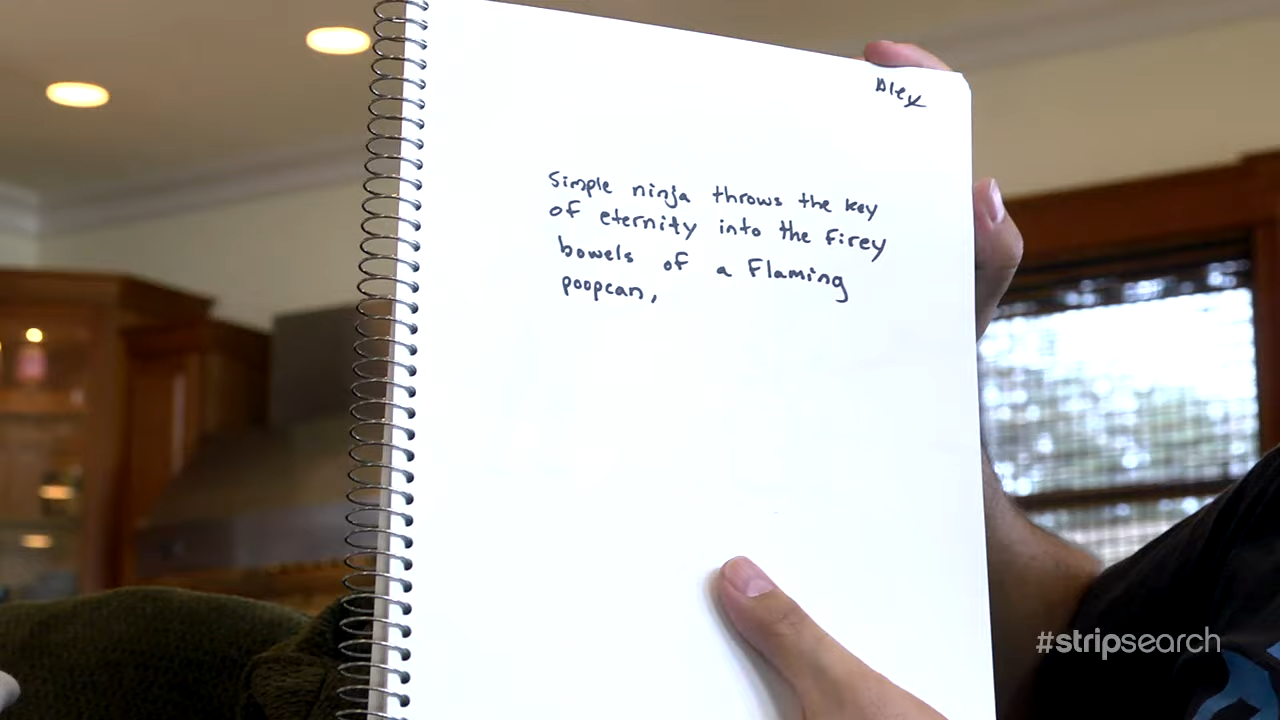 Alex
Simple ninja throws the key
of eternity into the firey
bowels of a Flaming
poopcan,
#stripsearch